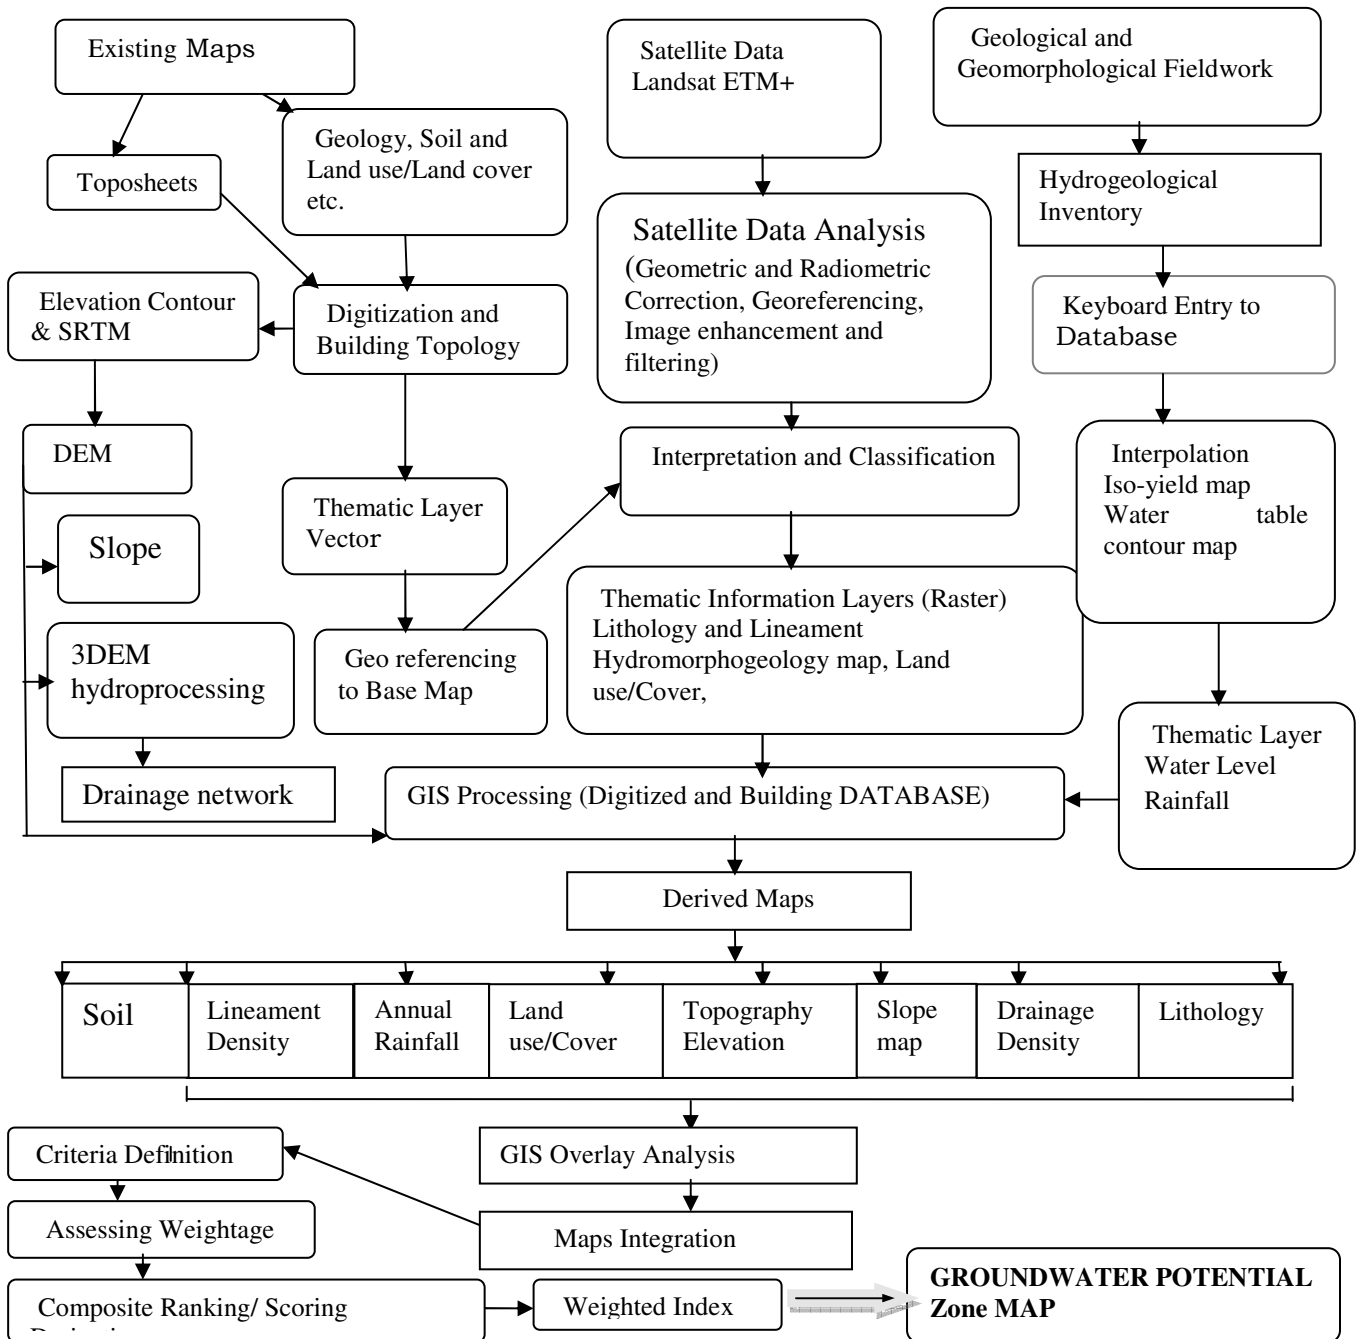 Existing Maps
Satellite Data
Landsat ETM+
Geological and
Geomorphological Fieldwork
Geology, Soil and
Land use/Land cover
etc.
Toposheets
Hydrogeological
Inventory
Satellite Data Analysis
(Geometric and Radiometric
Correction, Georeferencing,
Image enhancement and
filtering)
Elevation Contour
& SRTM
Digitization and
Building Topology
Keyboard Entry to
Database
DEM
Interpretation and Classification
Interpolation
Iso-yield map
Water table
contour map
Thematic Layer
Vector
Slope
Thematic Information Layers (Raster)
Lithology and Lineament
Hydromorphogeology map, Land
use/Cover,
3DEM
hydroprocessing
Geo referencing
to Base Map
Thematic Layer
Water Level
Rainfall
Drainage network
GIS Processing (Digitized and Building DATABASE)
Derived Maps
Soil
Lineament
Density
Annual
Rainfall
Land
use/Cover
Topography
Elevation
Slope
map
Drainage
Density
Lithology
Criteria Definition
GIS Overlay Analysis
Assessing Weightage
Maps Integration
Composite Ranking/ Scoring
Weighted Index
GROUNDWATER POTENTIAL
Zone MAP